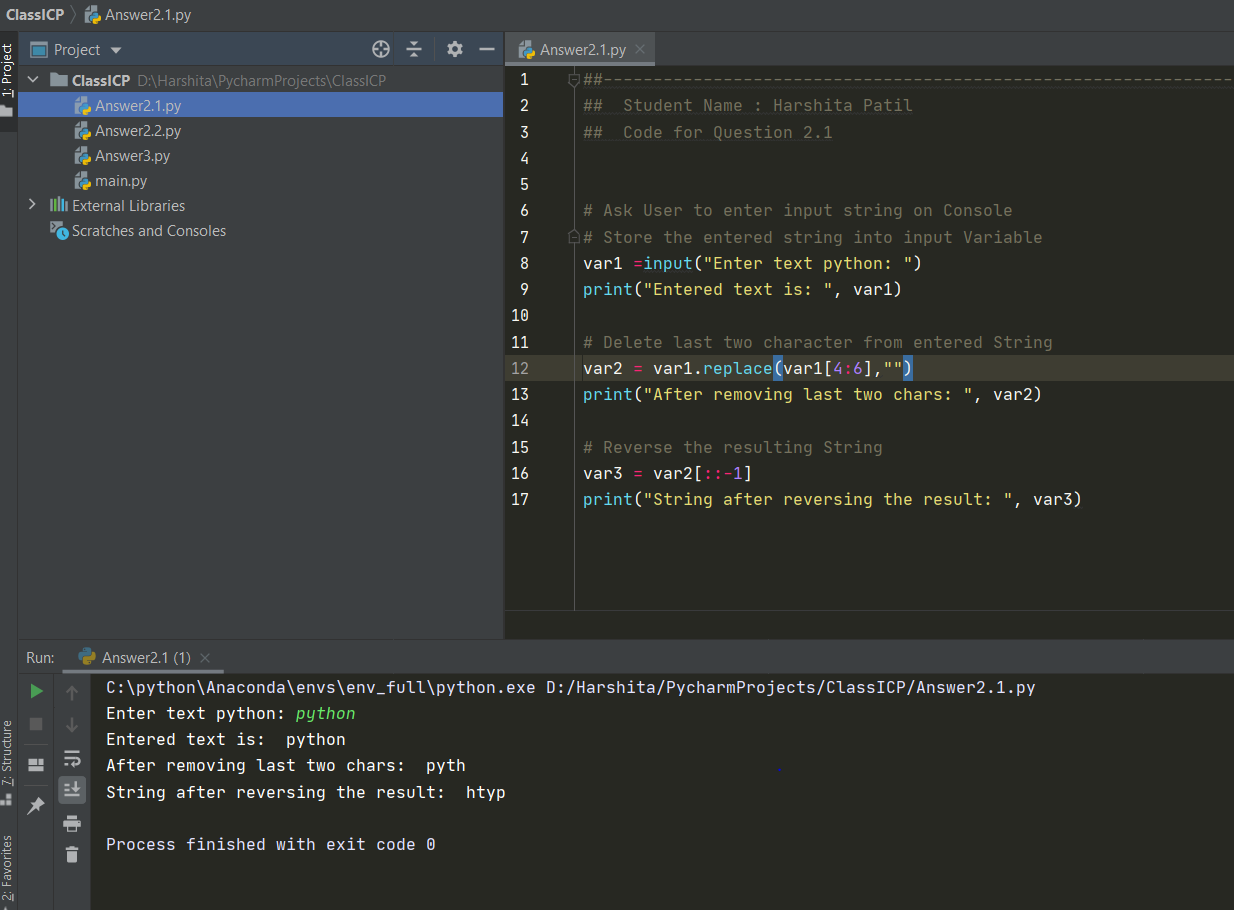 ClassICP Answer2.1.py
1: Project
Project
ClassICP D:\Harshita\PycharmProjects\ClassICP
Answer2.1.py
Answer2.2.py
Answer3.py
main.py
External Libraries
Scratches and Consoles
Answer2.1.py
1 ##---------------------------------------------------------------
2 ##  Student Name : Harshita Patil
3 ##  Code for Question 2.1
4
5
6 # Ask User to enter input string on Console
7 # Store the entered string into input Variable
8 var1 =input("Enter text python: ")
9 print("Entered text is: ", var1)
10
11 # Delete last two character from entered String
12 var2 = var1.replace(var1[4:6],"")
13 print("After removing last two chars: ", var2)
14
15 # Reverse the resulting String
16 var3 = var2[::-1]
17 print("String after reversing the result: ", var3)
Run: Answer2.1 (1)
C:\python\Anaconda\envs\env_full\python.exe D:/Harshita/PycharmProjects/ClassICP/Answer2.1.py
Enter text python: python
Entered text is:  python
After removing last two chars:  pyth
String after reversing the result:  htyp
Process finished with exit code 0
7: Structure
2: Favorites